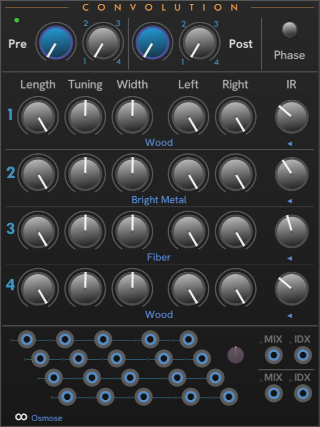 CONVOLUTION
2 3 2 3
Pre Post
1 4 1 4
Phase
Length Tuning Width Left Right IR
1
Wood ◄
2
Bright Metal ◄
3
Fiber ◄
4
Wood ◄
MIX IDX
MIX IDX
Osmose